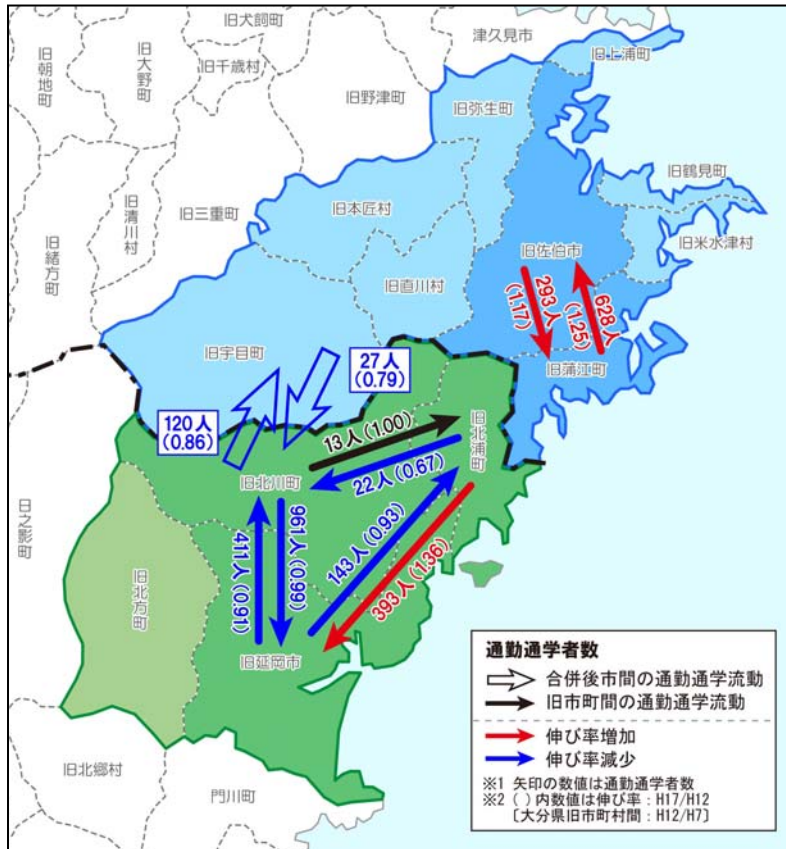 旧犬飼町
津久見市
旧上浦町
旧朝地町
旧大野町
旧千歳村
旧野津町
旧弥生町
旧鶴見町
旧清川村
旧三重町
旧本匠村
旧米水津村
旧緒方町
旧佐伯市
旧直川村
293人
(1.17)
628人
(1.25)
旧宇目町
27人
(0.79)
旧蒲江町
120人
(0.86)
13人(1.00)
旧北浦町
旧北川町
22人(0.67)
日之影町
411人(0.91)
961人(0.99)
143人(0.93)
393人(1.36)
旧北方町
旧延岡市
旧北郷村
門川町
通勤通学者数
合併後市間の通勤通学流動
旧市町間の通勤通学流動
伸び率増加
伸び率減少
※1 矢印の数値は通勤通学者数
※2 ( )内数値は伸び率:H17/H12
〔大分県旧市町村間:H12/H7〕